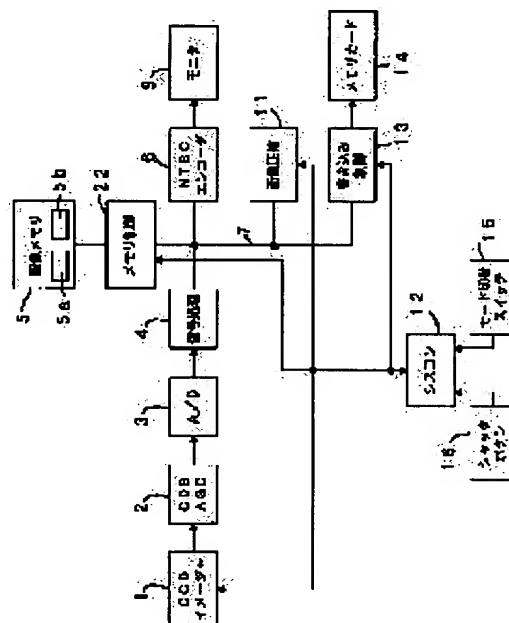 1
CCD
イメージャ
2
CDS
AGC
3
A/D
4
信号処理
5
画像メモリ
5a
5b
22
メモリ制御
7
8
NTSC
エンコーダ
9
モニタ
11
画像圧縮
13
書き込み
制御
14
メモリカード
12
シスコン
15
モード切替
スイッチ
16
シャッタ
ボタン